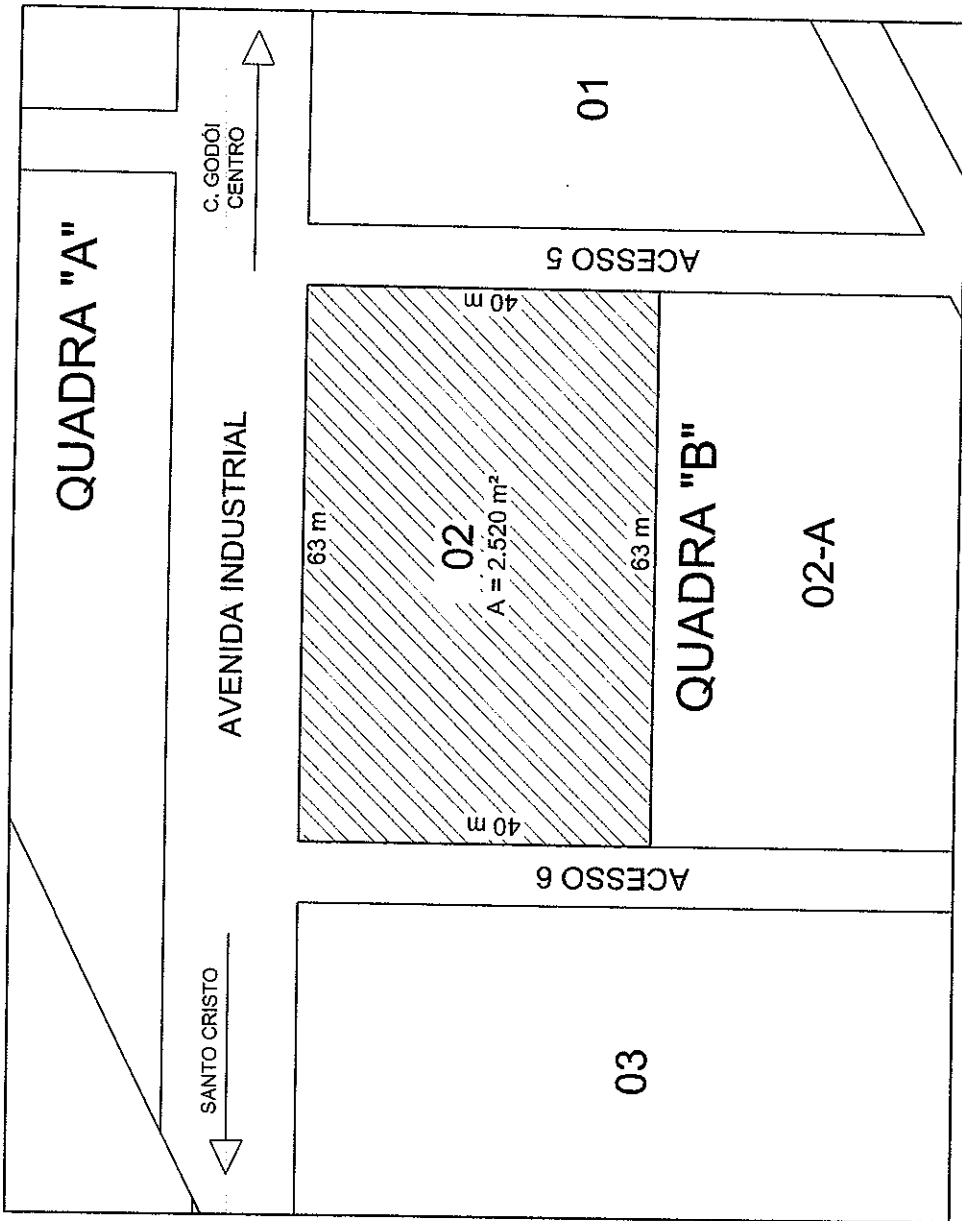 QUADRA "A"
SANTO CRISTO
C. GODÓI
CENTRO
AVENIDA INDUSTRIAL
63 m
40 m
02
A = 2.520 m²
40 m
63 m
ACESSO 6
ACESSO 5
03
QUADRA "B"
02-A
01